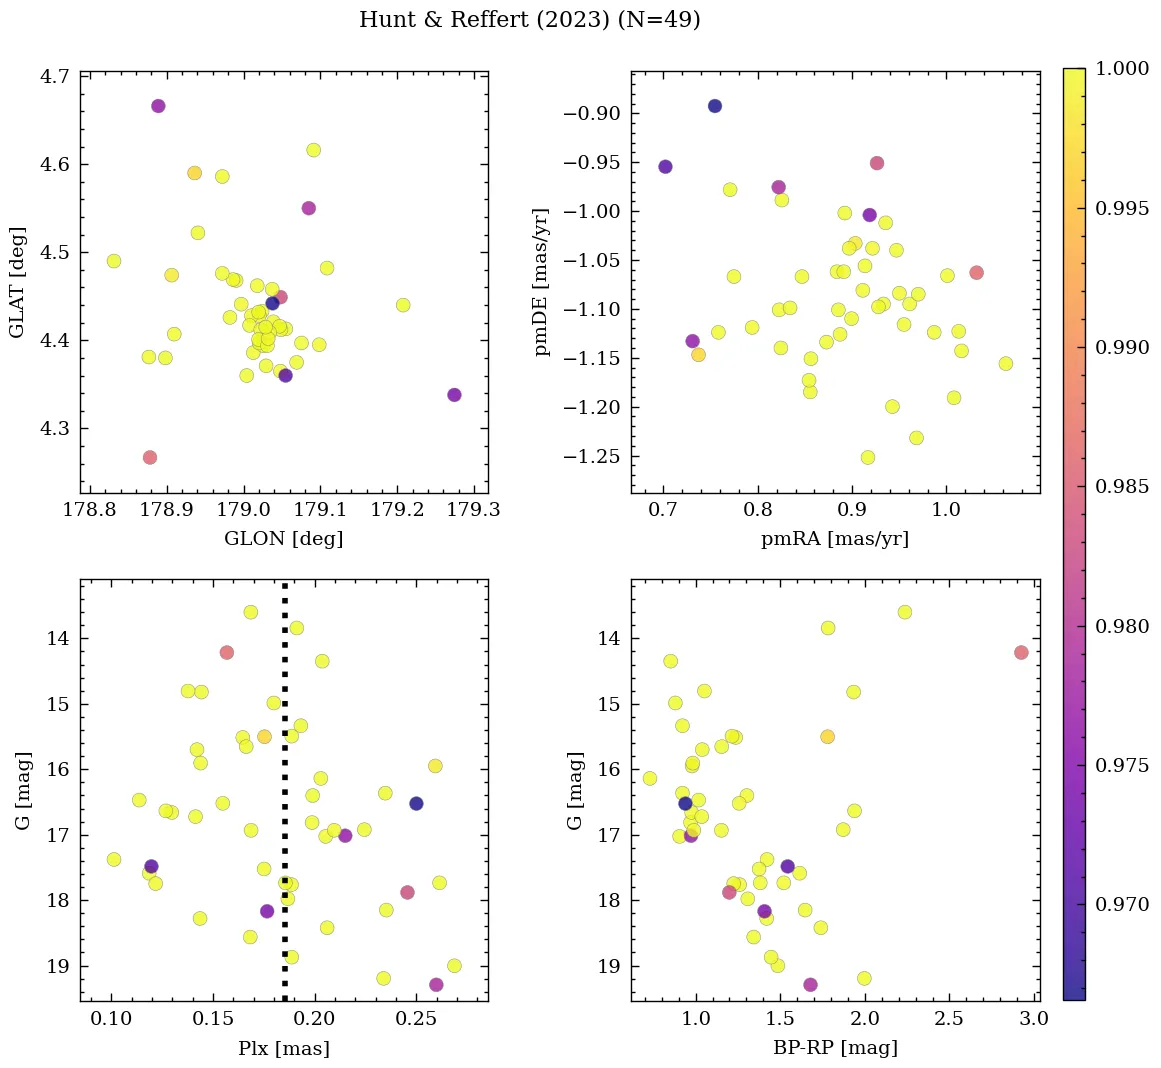 Hunt & Reffert (2023) (N=49)
4.7
4.6
4.5
4.4
4.3
GLAT [deg]
178.8 178.9 179.0 179.1 179.2 179.3
GLON [deg]
−0.90
−0.95
−1.00
−1.05
−1.10
−1.15
−1.20
−1.25
pmDE [mas/yr]
0.7 0.8 0.9 1.0
pmRA [mas/yr]
14
15
16
17
18
19
G [mag]
0.10 0.15 0.20 0.25
Plx [mas]
14
15
16
17
18
19
G [mag]
1.0 1.5 2.0 2.5 3.0
BP-RP [mag]
1.000
0.995
0.990
0.985
0.980
0.975
0.970